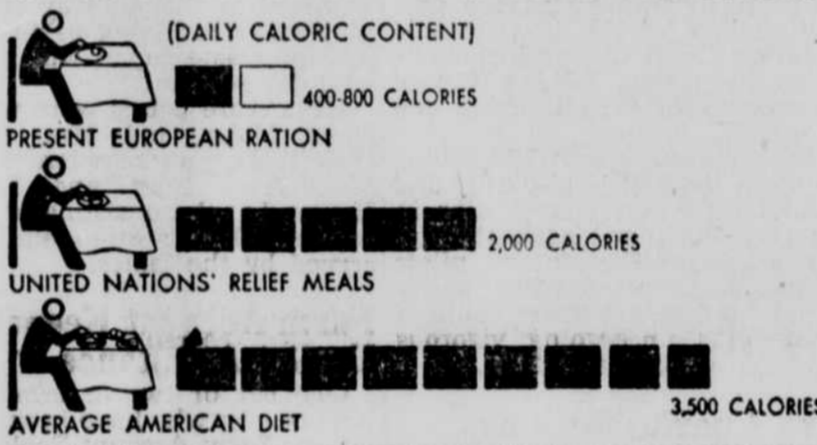 (DAILY CALORIC CONTENT)
400-800 CALORIES
PRESENT EUROPEAN RATION
2,000 CALORIES
UNITED NATIONS' RELIEF MEALS
3,500 CALORIES
AVERAGE AMERICAN DIET